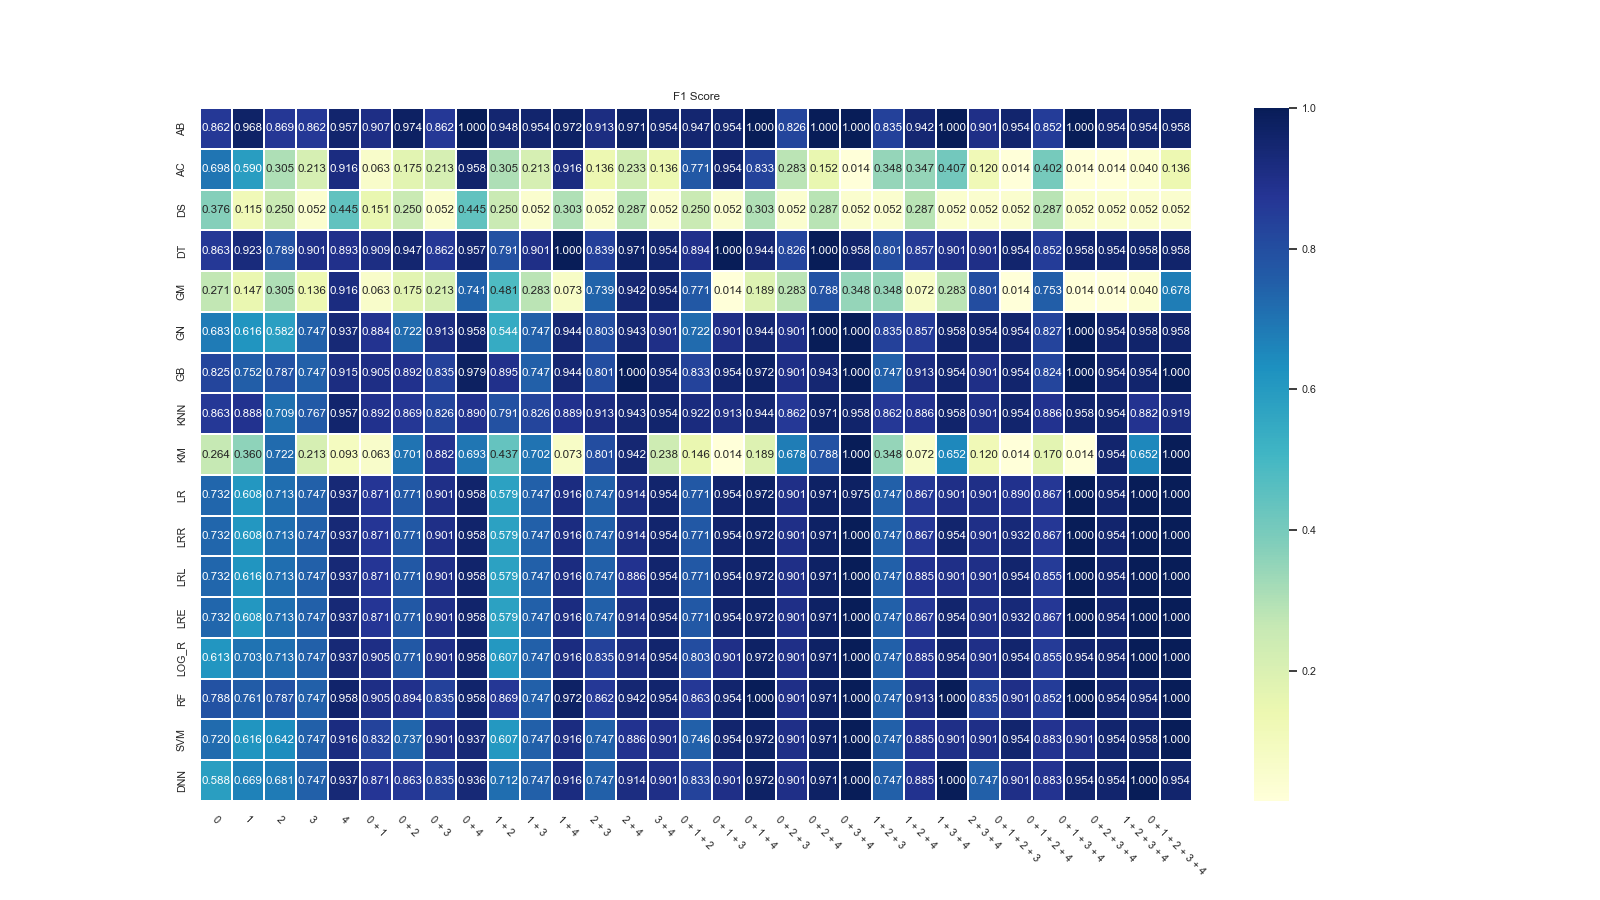 F1 Score
AB 0.862 0.968 0.869 0.862 0.957 0.907 0.974 0.862 1.000 0.948 0.954 0.972 0.913 0.971 0.954 0.947 0.954 1.000 0.826 1.000 1.000 0.835 0.942 1.000 0.901 0.954 0.852 1.000 0.954 0.954 0.958
AC 0.698 0.590 0.305 0.213 0.916 0.063 0.175 0.213 0.958 0.305 0.213 0.916 0.136 0.233 0.136 0.771 0.954 0.833 0.283 0.152 0.014 0.348 0.347 0.407 0.120 0.014 0.402 0.014 0.014 0.040 0.136
DS 0.376 0.115 0.250 0.052 0.445 0.151 0.250 0.052 0.445 0.250 0.052 0.303 0.052 0.287 0.052 0.250 0.052 0.303 0.052 0.287 0.052 0.052 0.287 0.052 0.052 0.052 0.287 0.052 0.052 0.052 0.052
DT 0.863 0.923 0.789 0.901 0.893 0.909 0.947 0.862 0.957 0.791 0.901 1.000 0.839 0.971 0.954 0.894 1.000 0.944 0.826 1.000 0.958 0.801 0.857 0.901 0.901 0.954 0.852 0.958 0.954 0.958 0.958
GM 0.271 0.147 0.305 0.136 0.916 0.063 0.175 0.213 0.741 0.481 0.283 0.073 0.739 0.942 0.954 0.771 0.014 0.189 0.283 0.788 0.348 0.348 0.072 0.283 0.801 0.014 0.753 0.014 0.014 0.040 0.678
GN 0.683 0.616 0.582 0.747 0.937 0.884 0.722 0.913 0.958 0.544 0.747 0.944 0.803 0.943 0.901 0.722 0.901 0.944 0.901 1.000 1.000 0.835 0.857 0.958 0.954 0.954 0.827 1.000 0.954 0.958 0.958
GB 0.825 0.752 0.787 0.747 0.915 0.905 0.892 0.835 0.979 0.895 0.747 0.944 0.801 1.000 0.954 0.833 0.954 0.972 0.901 0.943 1.000 0.747 0.913 0.954 0.901 0.954 0.824 1.000 0.954 0.954 1.000
KNN 0.863 0.888 0.709 0.767 0.957 0.892 0.869 0.826 0.890 0.791 0.826 0.889 0.913 0.943 0.954 0.922 0.913 0.944 0.862 0.971 0.958 0.862 0.886 0.958 0.901 0.954 0.886 0.958 0.954 0.882 0.919
KM 0.264 0.360 0.722 0.213 0.093 0.063 0.701 0.882 0.693 0.437 0.702 0.073 0.801 0.942 0.238 0.146 0.014 0.189 0.678 0.788 1.000 0.348 0.072 0.652 0.120 0.014 0.170 0.014 0.954 0.652 1.000
LR 0.732 0.608 0.713 0.747 0.937 0.871 0.771 0.901 0.958 0.579 0.747 0.916 0.747 0.914 0.954 0.771 0.954 0.972 0.901 0.971 0.975 0.747 0.867 0.901 0.901 0.890 0.867 1.000 0.954 1.000 1.000
LRR 0.732 0.608 0.713 0.747 0.937 0.871 0.771 0.901 0.958 0.579 0.747 0.916 0.747 0.914 0.954 0.771 0.954 0.972 0.901 0.971 1.000 0.747 0.867 0.954 0.901 0.932 0.867 1.000 0.954 1.000 1.000
LRL 0.732 0.616 0.713 0.747 0.937 0.871 0.771 0.901 0.958 0.579 0.747 0.916 0.747 0.886 0.954 0.771 0.954 0.972 0.901 0.971 1.000 0.747 0.885 0.901 0.901 0.954 0.855 1.000 0.954 1.000 1.000
LRE 0.732 0.608 0.713 0.747 0.937 0.871 0.771 0.901 0.958 0.579 0.747 0.916 0.747 0.914 0.954 0.771 0.954 0.972 0.901 0.971 1.000 0.747 0.867 0.954 0.901 0.932 0.867 1.000 0.954 1.000 1.000
LOG_R 0.613 0.703 0.713 0.747 0.937 0.905 0.771 0.901 0.958 0.607 0.747 0.916 0.835 0.914 0.954 0.803 0.901 0.972 0.901 0.971 1.000 0.747 0.885 0.954 0.901 0.954 0.855 0.954 0.954 1.000 1.000
RF 0.788 0.761 0.787 0.747 0.958 0.905 0.894 0.835 0.958 0.869 0.747 0.972 0.862 0.942 0.954 0.863 0.954 1.000 0.901 0.971 1.000 0.747 0.913 1.000 0.835 0.901 0.852 1.000 0.954 0.954 1.000
SVM 0.720 0.616 0.642 0.747 0.916 0.832 0.737 0.901 0.937 0.607 0.747 0.916 0.747 0.886 0.901 0.746 0.954 0.972 0.901 0.971 1.000 0.747 0.885 0.901 0.901 0.954 0.883 0.901 0.954 0.958 1.000
DNN 0.588 0.669 0.681 0.747 0.937 0.871 0.863 0.835 0.936 0.712 0.747 0.916 0.747 0.914 0.901 0.833 0.901 0.972 0.901 0.971 1.000 0.747 0.885 1.000 0.747 0.901 0.883 0.954 0.954 1.000 0.954
0
1
2
3
4
0 + 1
0 + 2
0 + 3
0 + 4
1 + 2
1 + 3
1 + 4
2 + 3
2 + 4
3 + 4
0 + 1 + 2
0 + 1 + 3
0 + 1 + 4
0 + 2 + 3
0 + 2 + 4
0 + 3 + 4
1 + 2 + 3
1 + 2 + 4
1 + 3 + 4
2 + 3 + 4
0 + 1 + 2 + 3
0 + 1 + 2 + 4
0 + 1 + 3 + 4
0 + 2 + 3 + 4
1 + 2 + 3 + 4
0 + 1 + 2 + 3 + 4
1.0
0.8
0.6
0.4
0.2